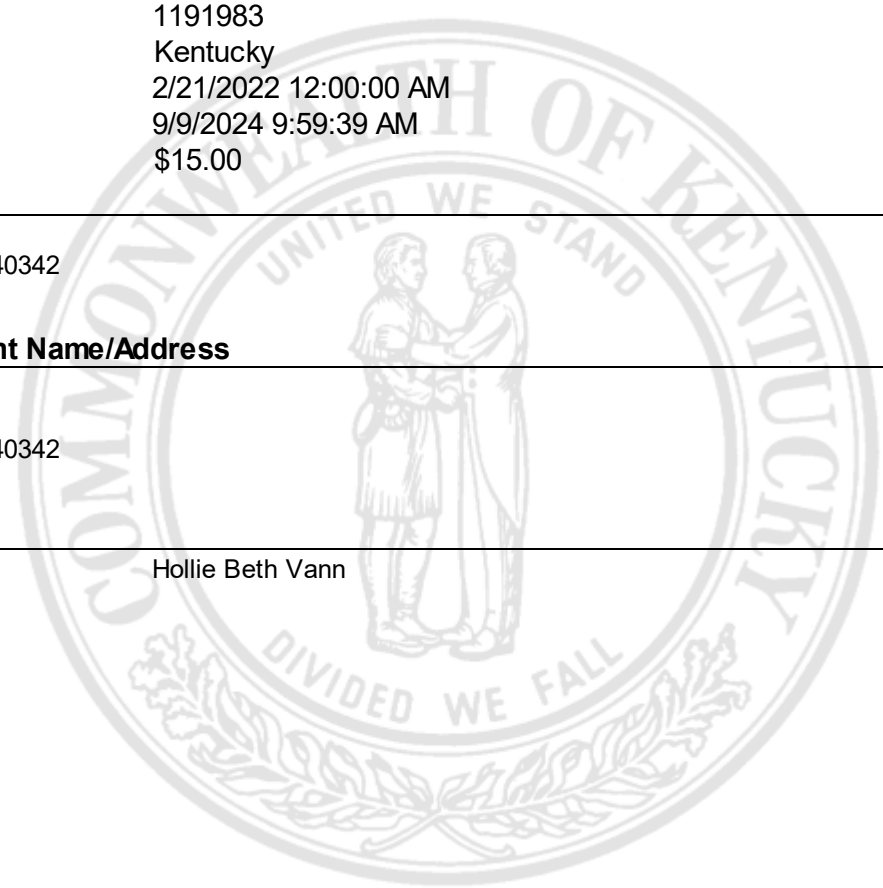 1191983
Kentucky
2/21/2022 12:00:00 AM
9/9/2024 9:59:39 AM
$15.00
COMMONWEALTH OF KENTUCKY
UNITED WE STAND
40342
nt Name/Address
40342
Hollie Beth Vann
DIVIDED WE FALL